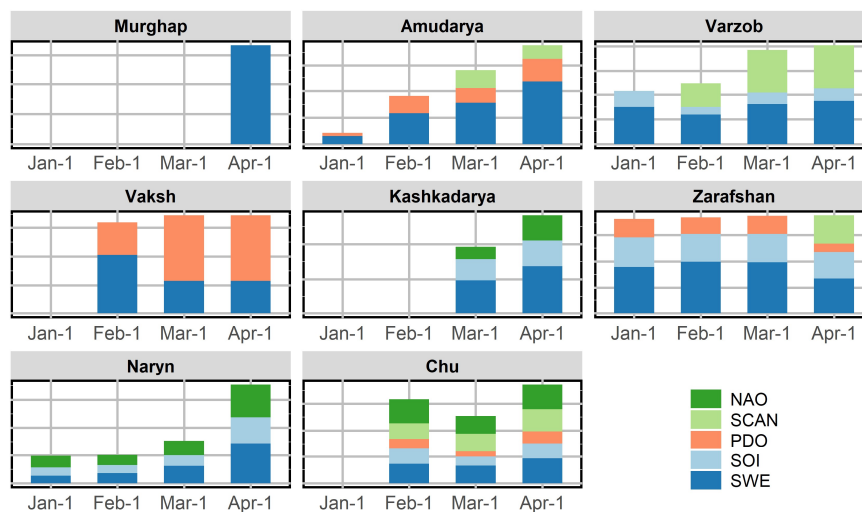 Murghap Amudarya Varzob
Jan-1 Feb-1 Mar-1 Apr-1 Jan-1 Feb-1 Mar-1 Apr-1 Jan-1 Feb-1 Mar-1 Apr-1
Vaksh Kashkadarya Zarafshan
Jan-1 Feb-1 Mar-1 Apr-1 Jan-1 Feb-1 Mar-1 Apr-1 Jan-1 Feb-1 Mar-1 Apr-1
Naryn Chu
Jan-1 Feb-1 Mar-1 Apr-1 Jan-1 Feb-1 Mar-1 Apr-1
NAO
SCAN
PDO
SOI
SWE